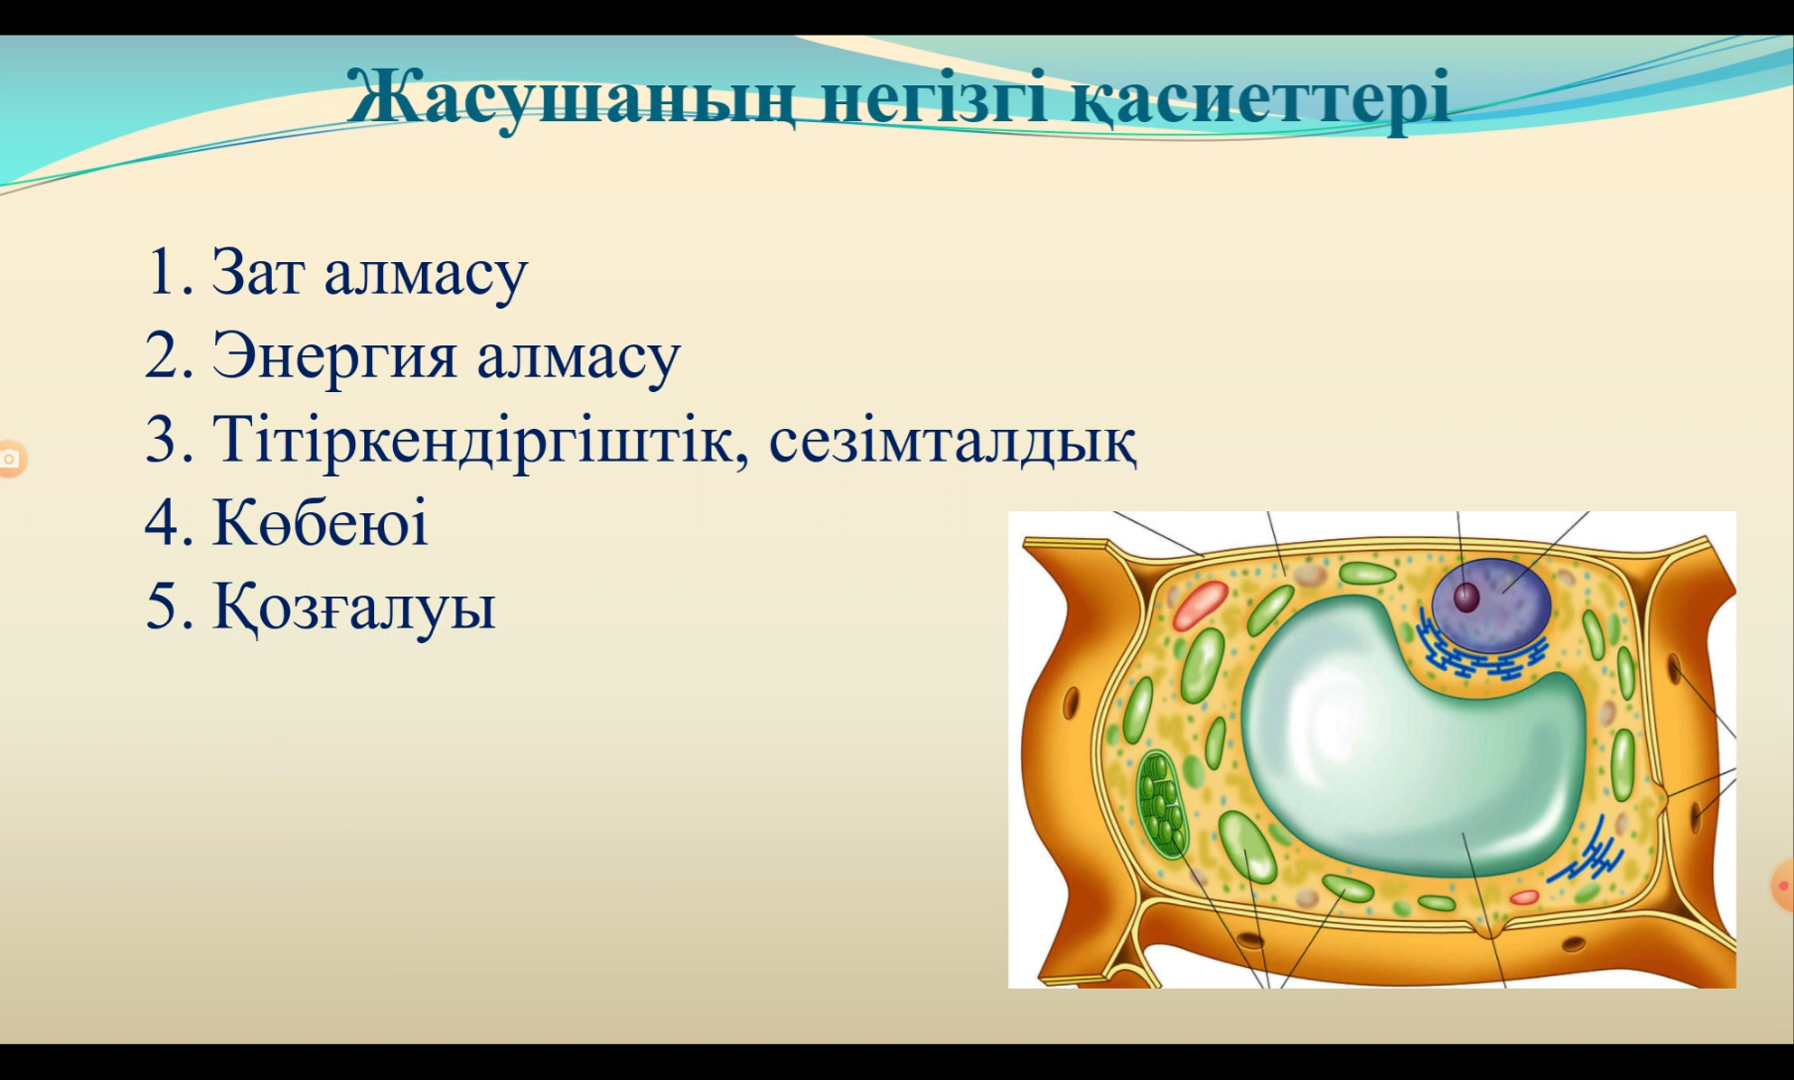 Жасушаның негізгі қасиеттері
1. Зат алмасу
2. Энергия алмасу
3. Тітіркендіргіштік, сезімталдық
4. Көбеюі
5. Қозғалуы